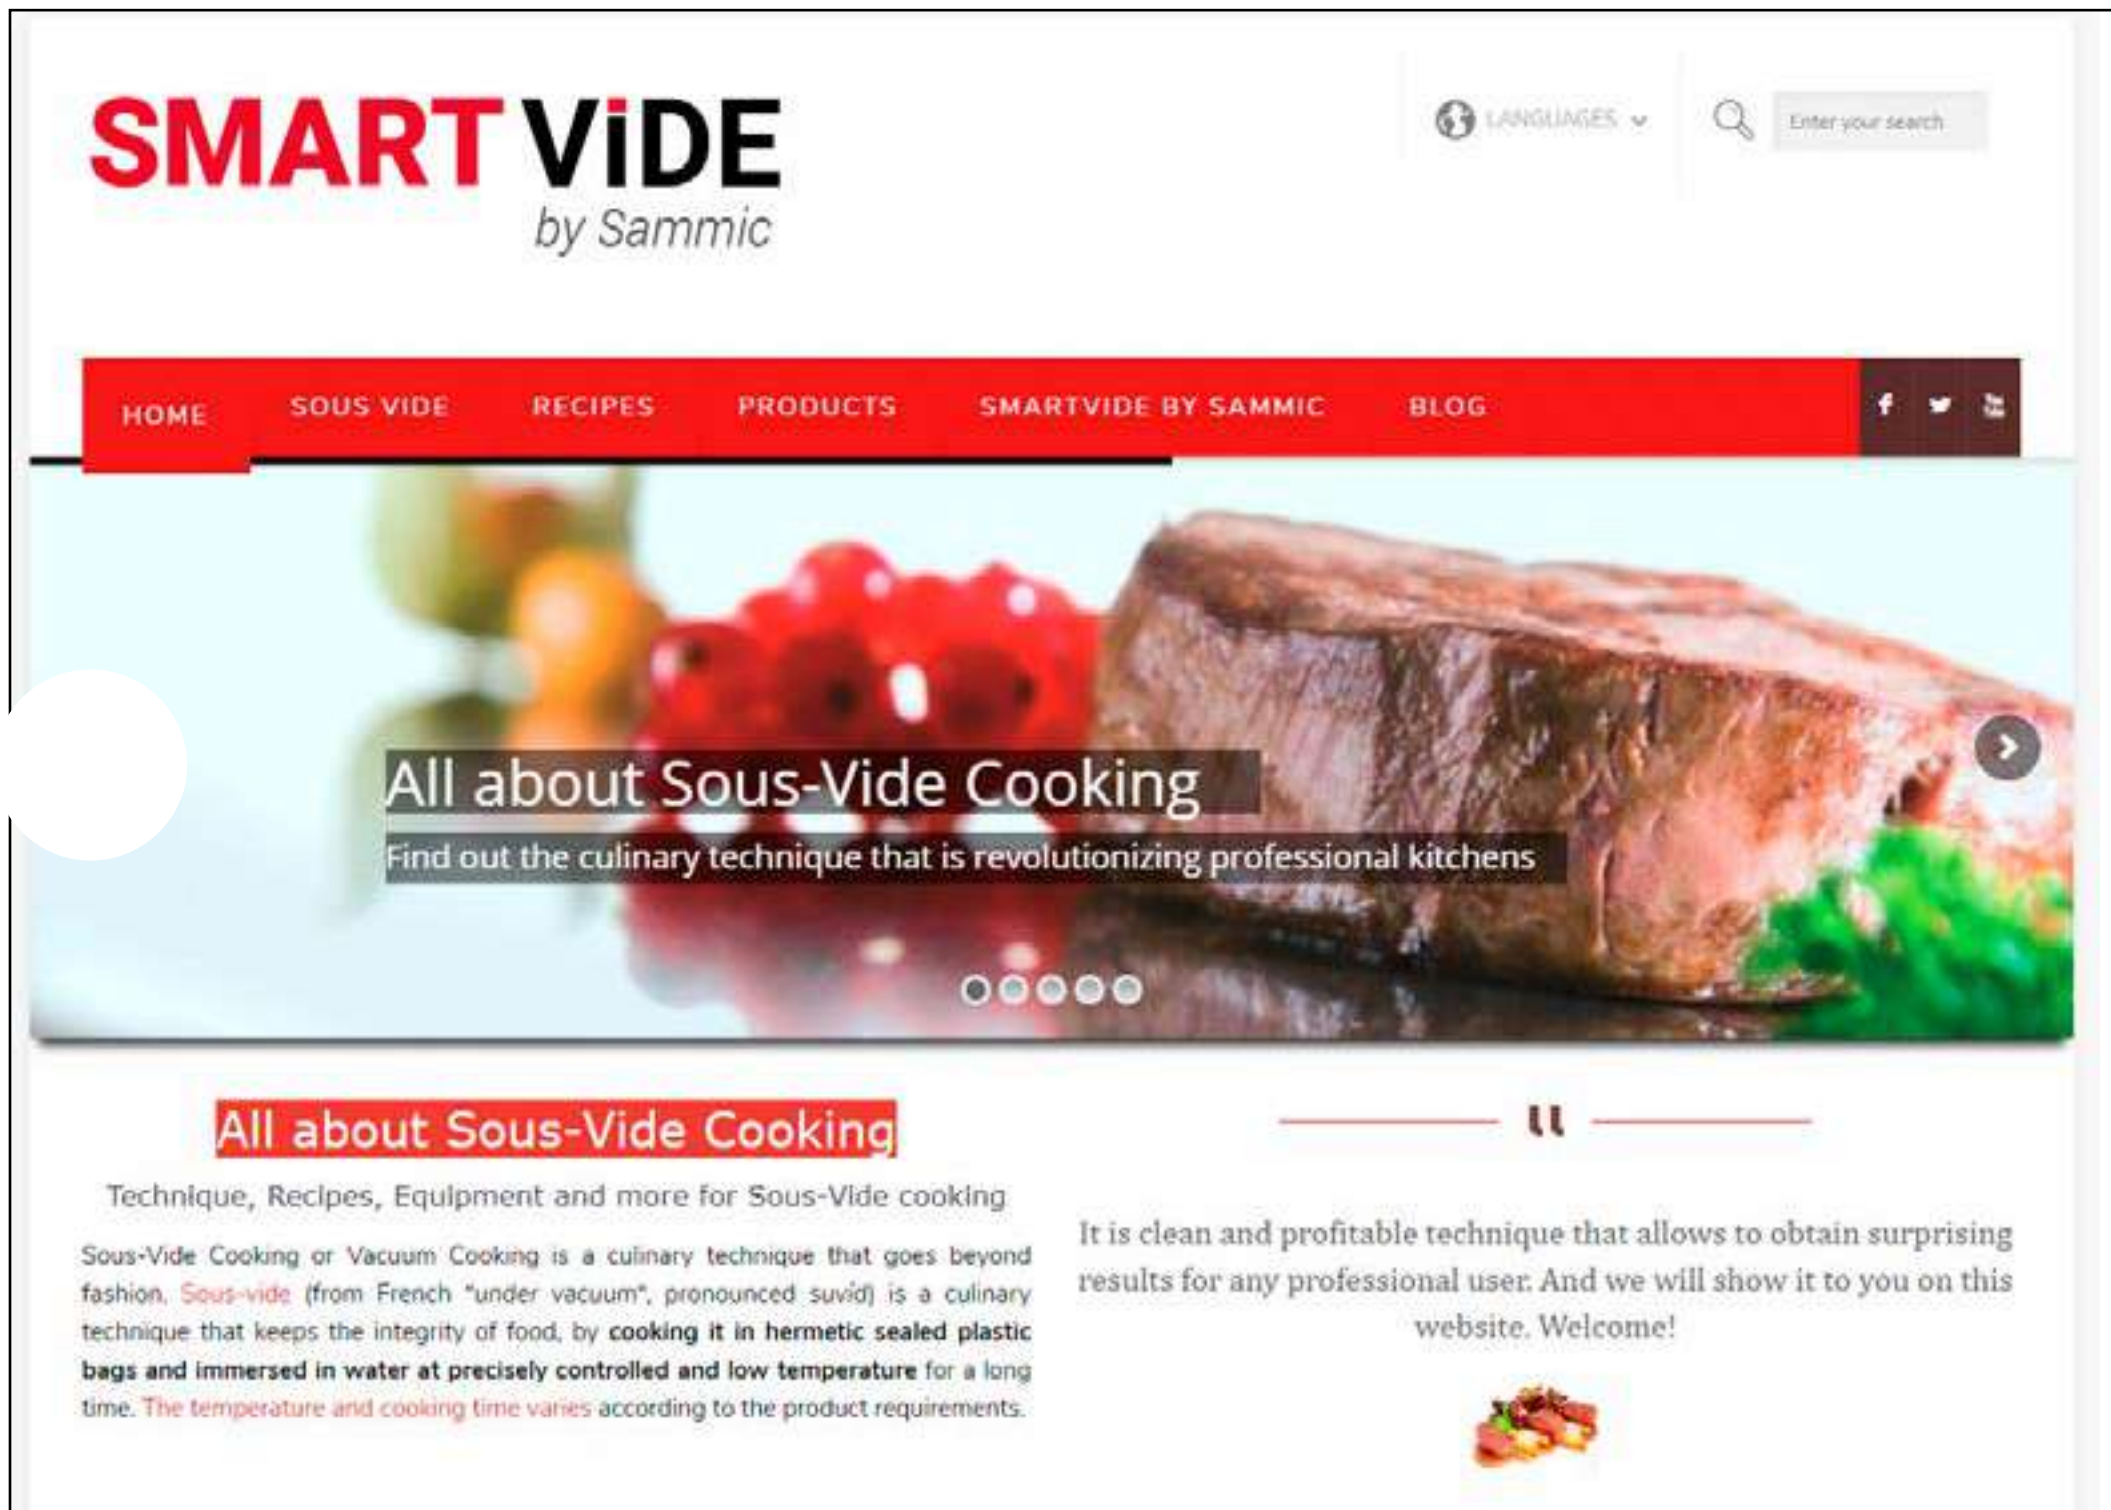 SMART ViDE
by Sammic
LANGUAGES
Enter your search
HOME
SOUS VIDE
RECIPES
PRODUCTS
SMARTVIDE BY SAMMIC
BLOG
All about Sous-Vide Cooking
Find out the culinary technique that is revolutionizing professional kitchens
All about Sous-Vide Cooking
Technique, Recipes, Equipment and more for Sous-Vide cooking
Sous-Vide Cooking or Vacuum Cooking is a culinary technique that goes beyond
fashion. Sous-vide (from French "under vacuum", pronounced suvíd) is a culinary
technique that keeps the integrity of food, by cooking it in hermetic sealed plastic
bags and immersed in water at precisely controlled and low temperature for a long
time. The temperature and cooking time varies according to the product requirements.
It is clean and profitable technique that allows to obtain surprising
results for any professional user. And we will show it to you on this
website. Welcome!